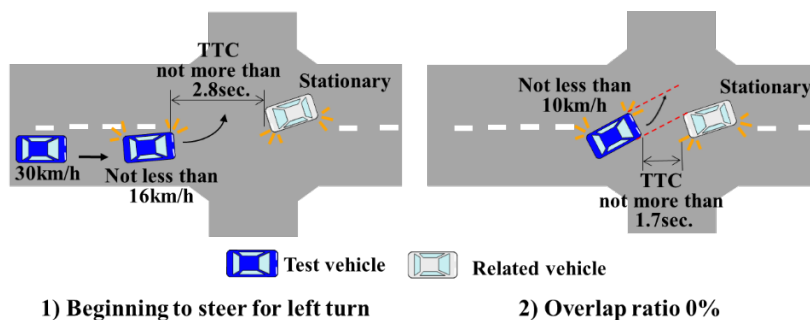 TTC
not more than
2.8sec.
Stationary
30km/h
Not less than
16km/h
Not less than
10km/h
Stationary
TTC
not more than
1.7sec.
Test vehicle
Related vehicle
1) Beginning to steer for left turn
2) Overlap ratio 0%